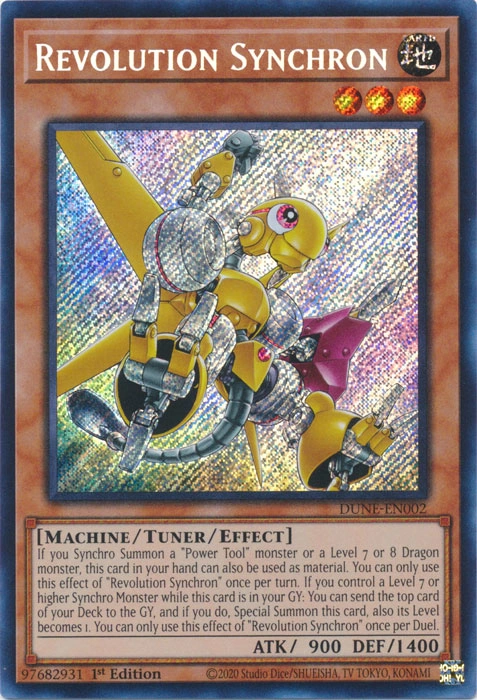 REVOLUTION SYNCHRON
EARTH
地
DUNE-EN002
[MACHINE/TUNER/EFFECT]
If you Synchro Summon a "Power Tool" monster or a Level 7 or 8 Dragon
monster, this card in your hand can also be used as material. You can only use
this effect of "Revolution Synchron" once per turn. If you control a Level 7 or
higher Synchro Monster while this card is in your GY: You can send the top card
of your Deck to the GY, and if you do, Special Summon this card, also its Level
becomes 1. You can only use this effect of "Revolution Synchron" once per Duel.
ATK/ 900 DEF/1400
97682931 1st Edition ©2020 Studio Dice/SHUEISHA, TV TOKYO, KONAMI